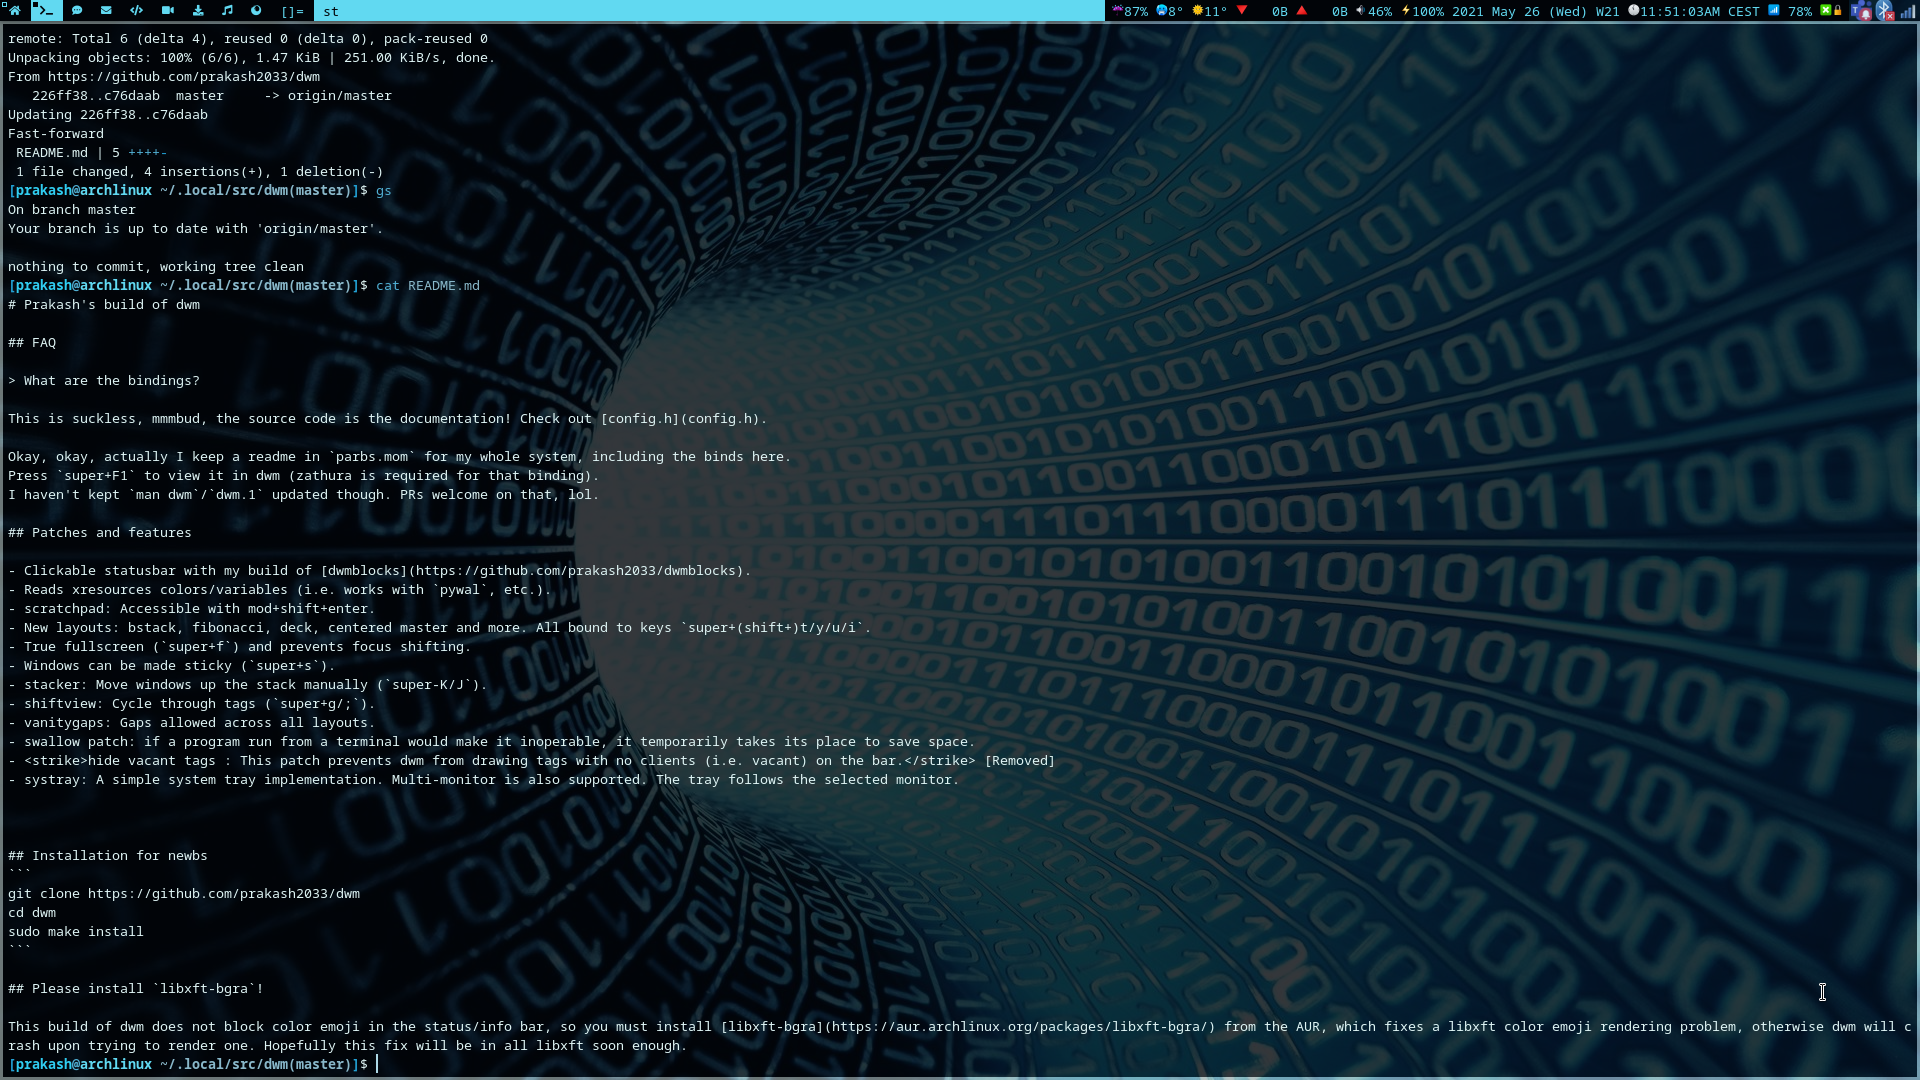 []= st 87% 8° 11° 0B 0B 46% 100% 2021 May 26 (Wed) W21 11:51:03AM CEST 78%
remote: Total 6 (delta 4), reused 0 (delta 0), pack-reused 0
Unpacking objects: 100% (6/6), 1.47 KiB | 251.00 KiB/s, done.
From https://github.com/prakash2033/dwm
   226ff38..c76daab  master     -> origin/master
Updating 226ff38..c76daab
Fast-forward
 README.md | 5 ++++-
 1 file changed, 4 insertions(+), 1 deletion(-)
[prakash@archlinux ~/.local/src/dwm(master)]$ gs
On branch master
Your branch is up to date with 'origin/master'.

nothing to commit, working tree clean
[prakash@archlinux ~/.local/src/dwm(master)]$ cat README.md
# Prakash's build of dwm

## FAQ

> What are the bindings?

This is suckless, mmmbud, the source code is the documentation! Check out [config.h](config.h).

Okay, okay, actually I keep a readme in `parbs.mom` for my whole system, including the binds here.
Press `super+F1` to view it in dwm (zathura is required for that binding).
I haven't kept `man dwm`/`dwm.1` updated though. PRs welcome on that, lol.

## Patches and features

- Clickable statusbar with my build of [dwmblocks](https://github.com/prakash2033/dwmblocks).
- Reads xresources colors/variables (i.e. works with `pywal`, etc.).
- scratchpad: Accessible with mod+shift+enter.
- New layouts: bstack, fibonacci, deck, centered master and more. All bound to keys `super+(shift+)t/y/u/i`.
- True fullscreen (`super+f`) and prevents focus shifting.
- Windows can be made sticky (`super+s`).
- stacker: Move windows up the stack manually (`super-K/J`).
- shiftview: Cycle through tags (`super+g/;`).
- vanitygaps: Gaps allowed across all layouts.
- swallow patch: if a program run from a terminal would make it inoperable, it temporarily takes its place to save space.
- <strike>hide vacant tags : This patch prevents dwm from drawing tags with no clients (i.e. vacant) on the bar.</strike> [Removed]
- systray: A simple system tray implementation. Multi-monitor is also supported. The tray follows the selected monitor.

## Installation for newbs
```
git clone https://github.com/prakash2033/dwm
cd dwm
sudo make install
```

## Please install `libxft-bgra`!

This build of dwm does not block color emoji in the status/info bar, so you must install [libxft-bgra](https://aur.archlinux.org/packages/libxft-bgra/) from the AUR, which fixes a libxft color emoji rendering problem, otherwise dwm will c
rash upon trying to render one. Hopefully this fix will be in all libxft soon enough.
[prakash@archlinux ~/.local/src/dwm(master)]$